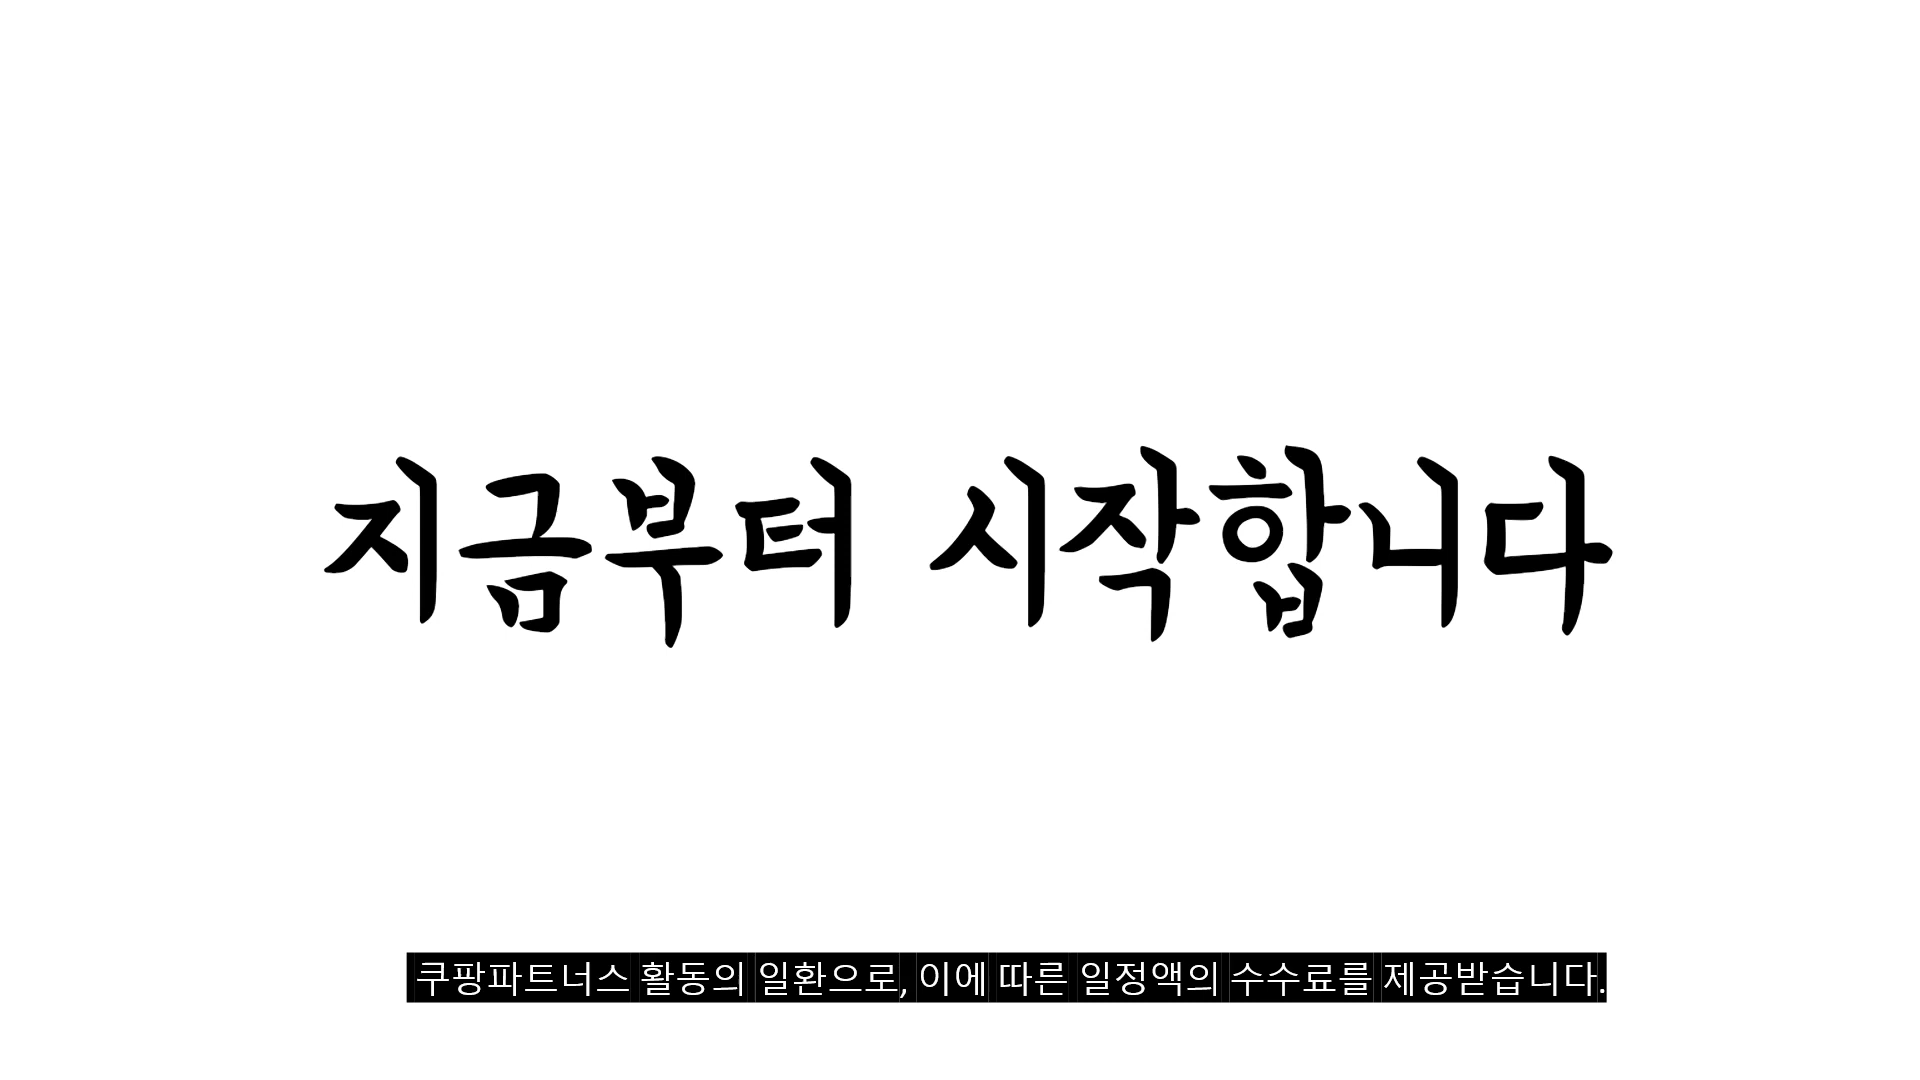 지금부터 시작합니다
쿠팡파트너스 활동의 일환으로, 이에 따른 일정액의 수수료를 제공받습니다.